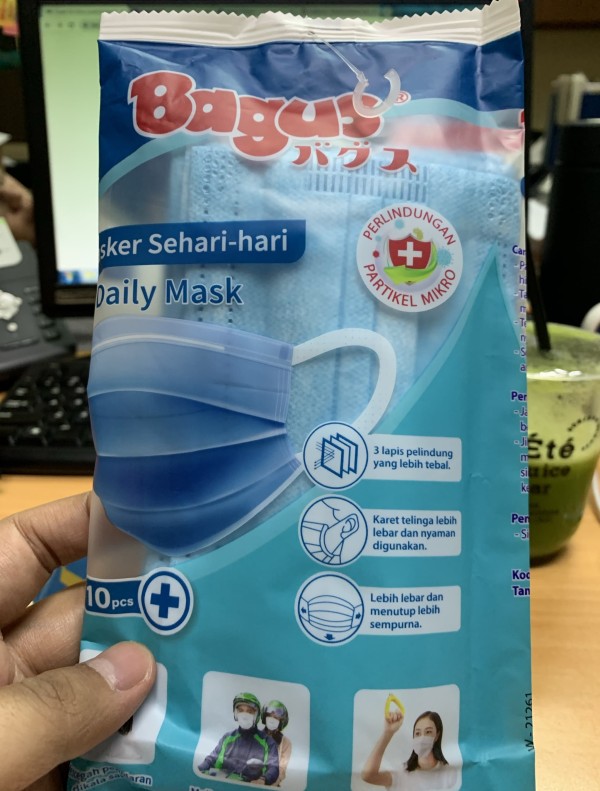 Bagus®
バグス
sker Sehari-hari
Daily Mask
PERLINDUNGAN
PARTIKEL MIKRO
3 lapis pelindung
yang lebih tebal.
Karet telinga lebih
lebar dan nyaman
digunakan.
Lebih lebar dan
menutup lebih
sempurna.
10 pcs
Été